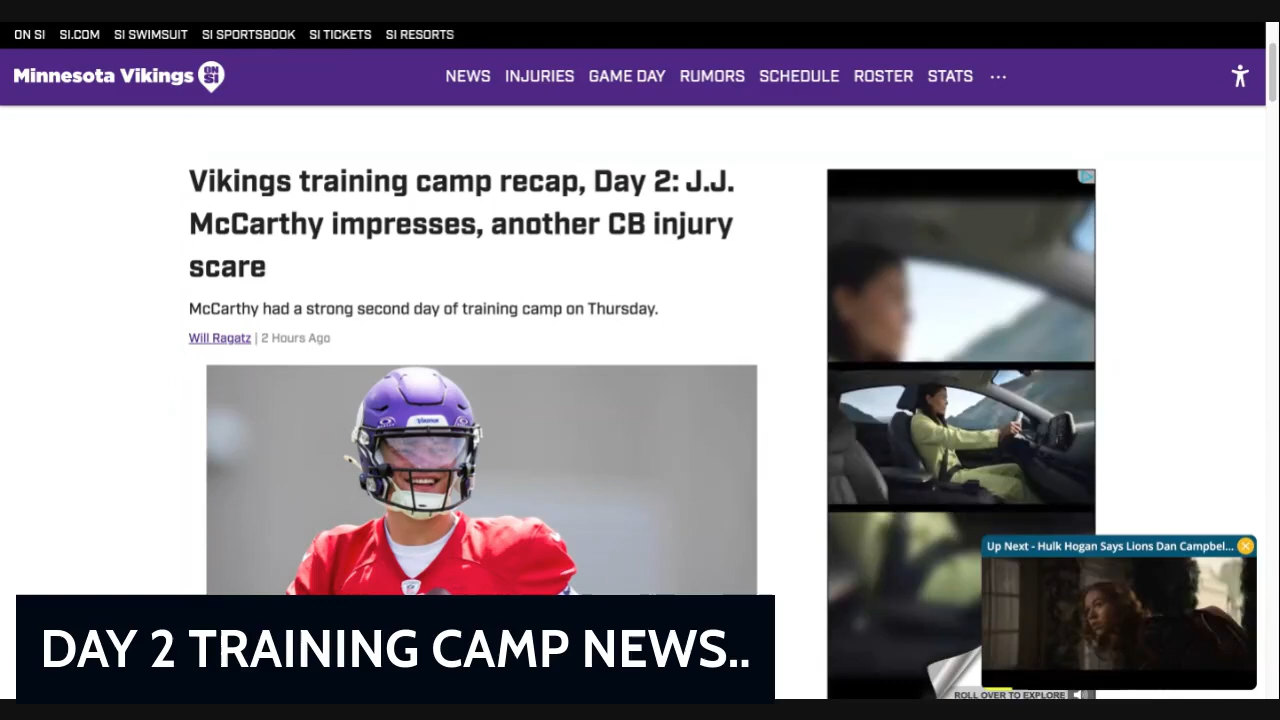 ON SI SI.COM SI SWIMSUIT SI SPORTSBOOK SI TICKETS SI RESORTS
Minnesota Vikings ON SI NEWS INJURIES GAME DAY RUMORS SCHEDULE ROSTER STATS ...
Vikings training camp recap, Day 2: J.J.
McCarthy impresses, another CB injury
scare
McCarthy had a strong second day of training camp on Thursday.
Will Ragatz | 2 Hours Ago
Up Next - Hulk Hogan Says Lions Dan Campbel...
DAY 2 TRAINING CAMP NEWS..
ROLL OVER TO EXPLORE